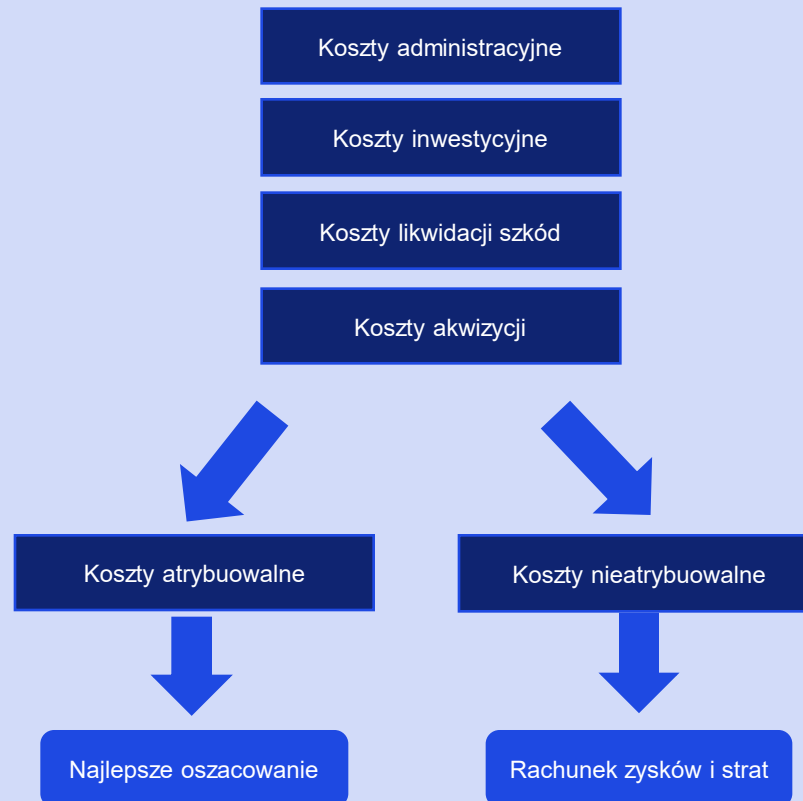 Koszty administracyjne
Koszty inwestycyjne
Koszty likwidacji szkód
Koszty akwizycji
Koszty atrybuowalne
Koszty nieatrybuowalne
Najlepsze oszacowanie
Rachunek zysków i strat